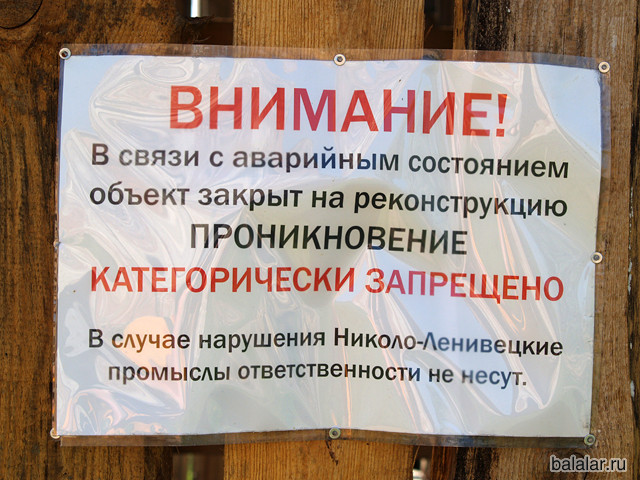 ВНИМАНИЕ!
В связи с аварийным состоянием
объект закрыт на реконструкцию
ПРОНИКНОВЕНИЕ
КАТЕГОРИЧЕСКИ ЗАПРЕЩЕНО
В случае нарушения Николо-Ленивецкие
промыслы ответственности не несут.
balalar.ru